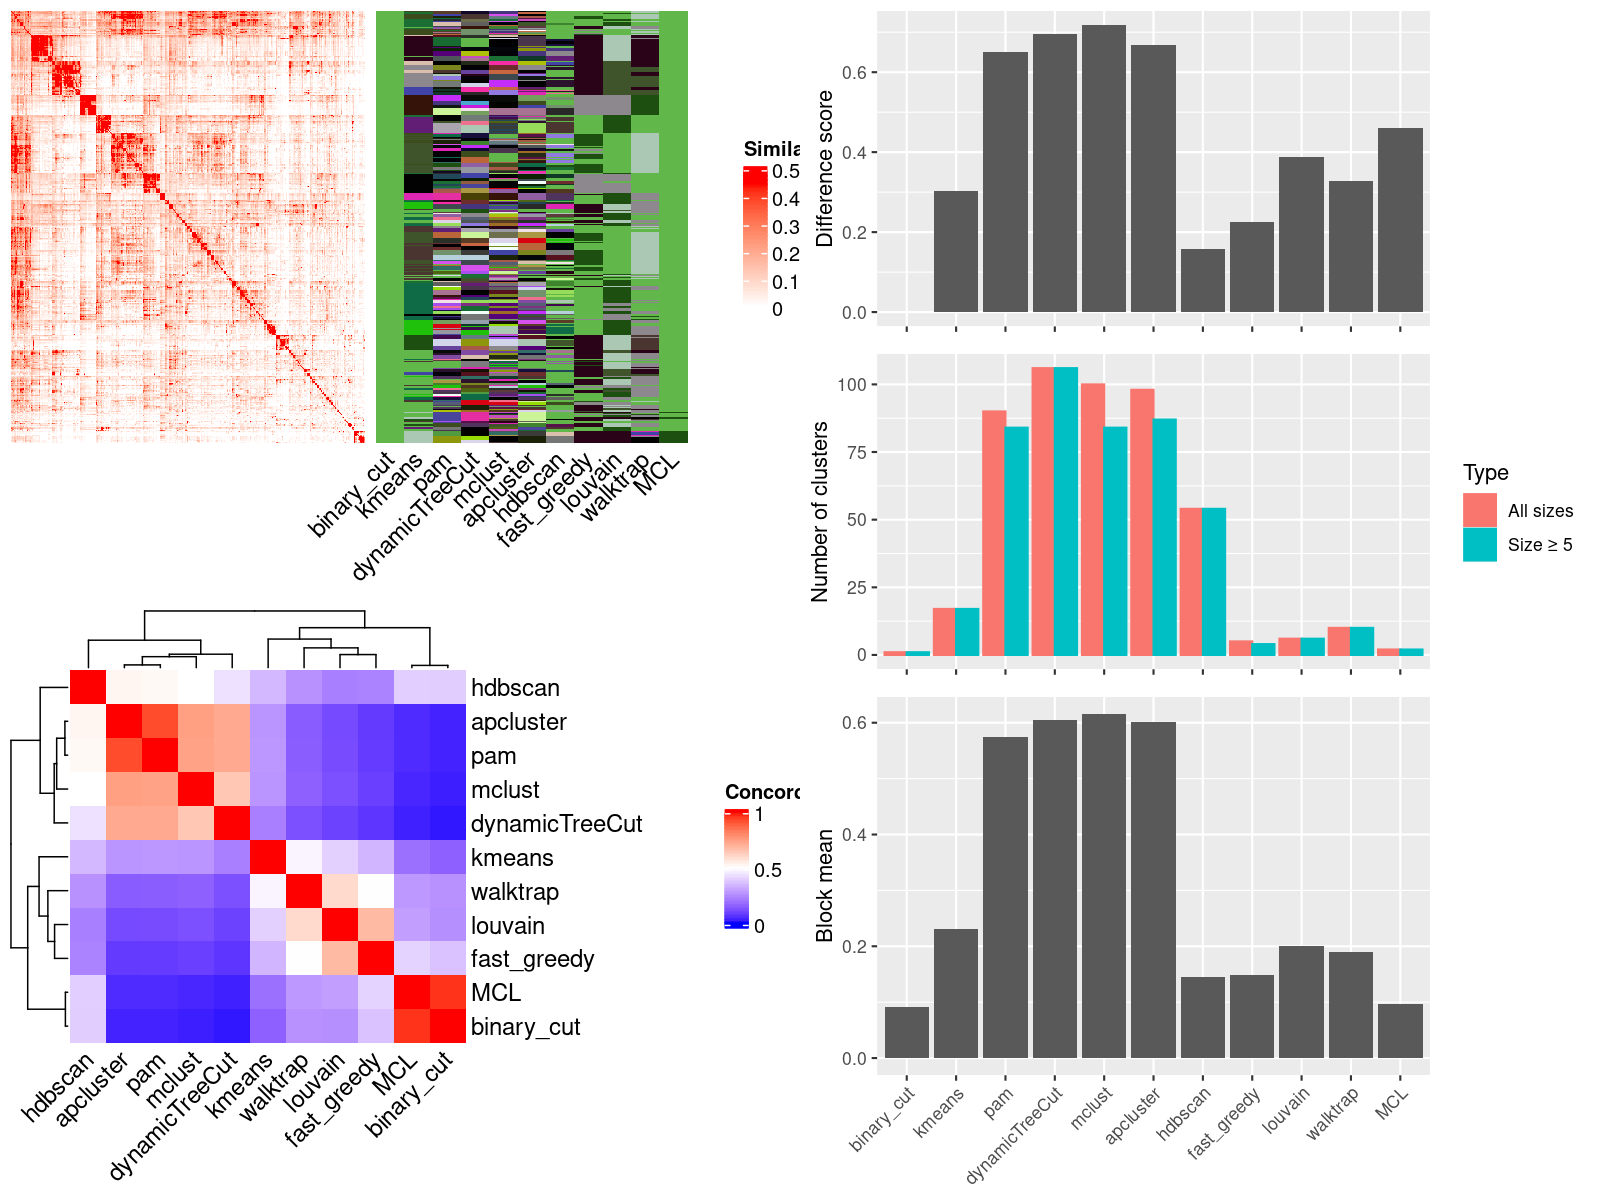 Simila
0.5
0.4
0.3
0.2
0.1
0
binary_cut
kmeans
pam
dynamicTreeCut
mclust
apcluster
hdbscan
fast_greedy
louvain
walktrap
MCL
Difference score
0.6
0.4
0.2
0.0
Number of clusters
100
75
50
25
0
Type
All sizes
Size ≥ 5
hdbscan
apcluster
pam
mclust
dynamicTreeCut
kmeans
walktrap
louvain
fast_greedy
MCL
binary_cut
hdbscan
apcluster
pam
mclust
dynamicTreeCut
kmeans
walktrap
louvain
fast_greedy
MCL
binary_cut
Concord
1
0.5
0
Block mean
0.6
0.4
0.2
0.0
binary_cut
kmeans
pam
dynamicTreeCut
mclust
apcluster
hdbscan
fast_greedy
louvain
walktrap
MCL